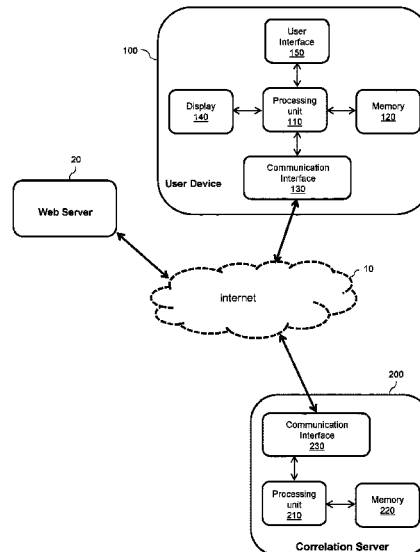 100
User
Interface
150
Display
140
Processing
unit
110
Memory
120
Communication
Interface
130
User Device
20
Web Server
10
internet
200
Communication
Interface
230
Processing
unit
210
Memory
220
Correlation Server